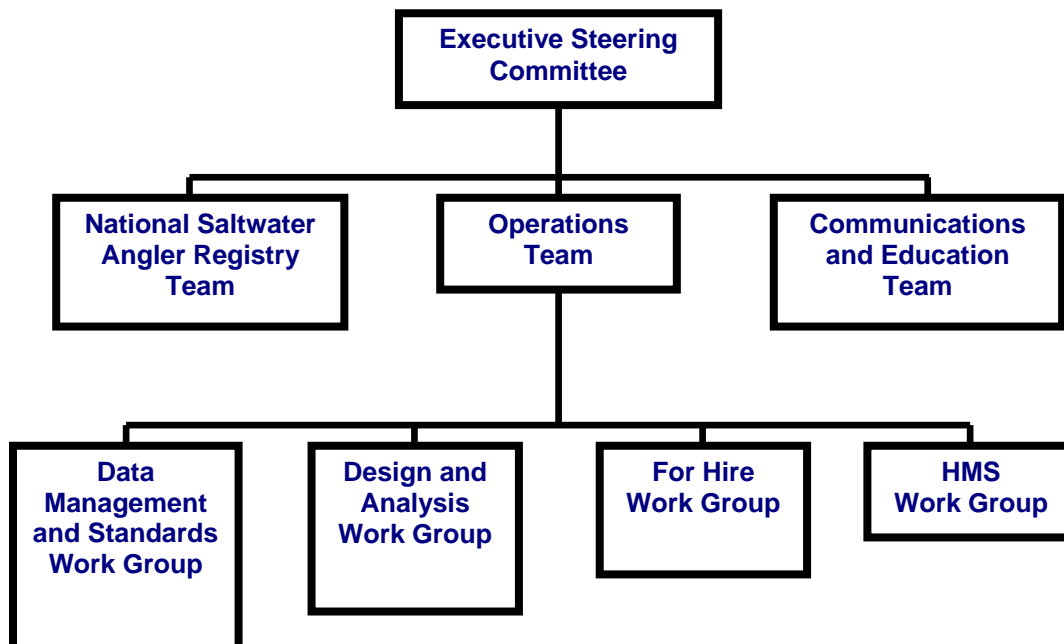 Executive Steering
Committee
National Saltwater
Angler Registry
Team
Operations
Team
Communications
and Education
Team
Data
Management
and Standards
Work Group
Design and
Analysis
Work Group
For Hire
Work Group
HMS
Work Group